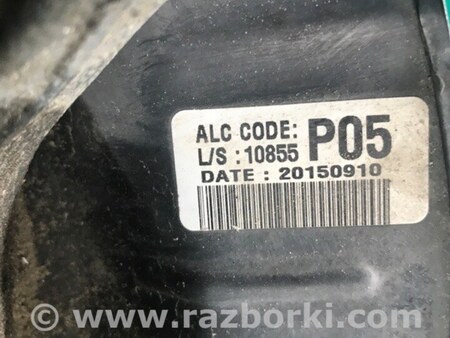 ALC CODE: P05
L/S : 10855
DATE : 20150910
www.razborki.com